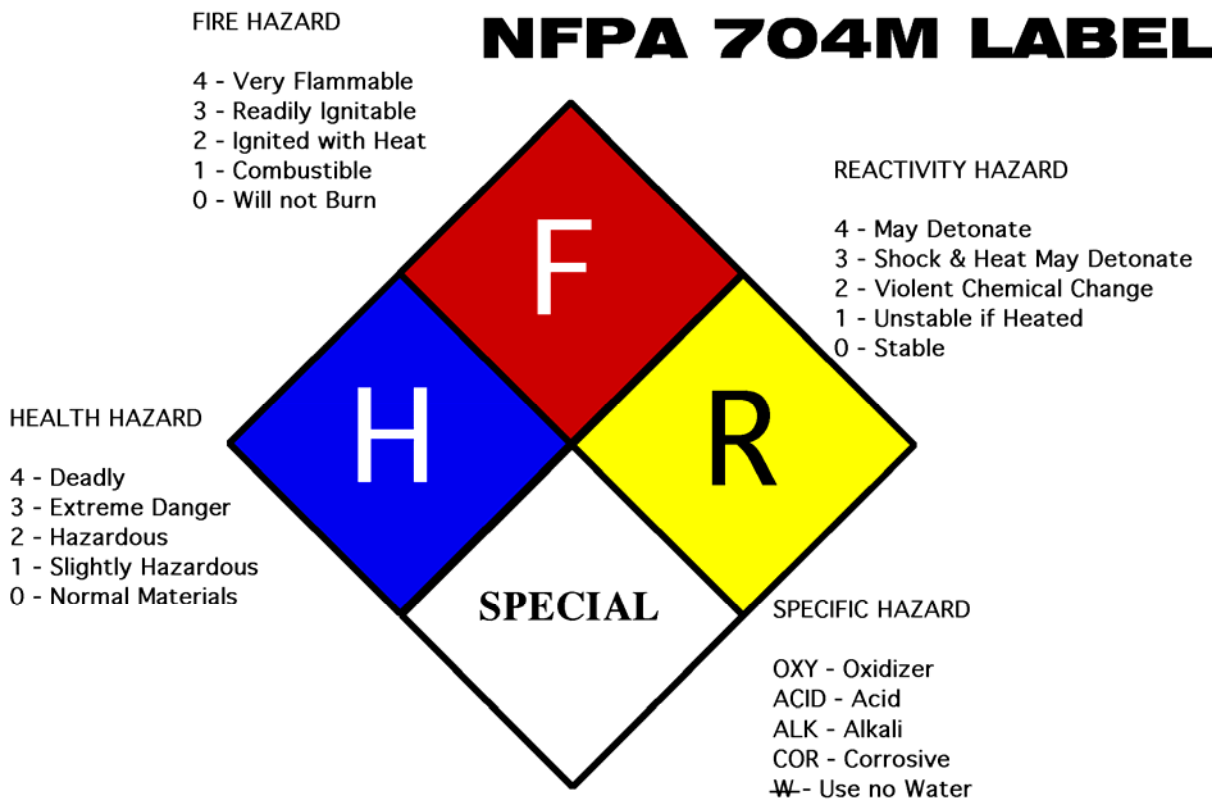 NFPA 704M LABEL
FIRE HAZARD
4 - Very Flammable
3 - Readily Ignitable
2 - Ignited with Heat
1 - Combustible
0 - Will not Burn
REACTIVITY HAZARD
4 - May Detonate
3 - Shock & Heat May Detonate
2 - Violent Chemical Change
1 - Unstable if Heated
0 - Stable
F
H
R
SPECIAL
HEALTH HAZARD
4 - Deadly
3 - Extreme Danger
2 - Hazardous
1 - Slightly Hazardous
0 - Normal Materials
SPECIFIC HAZARD
OXY - Oxidizer
ACID - Acid
ALK - Alkali
COR - Corrosive
W - Use no Water